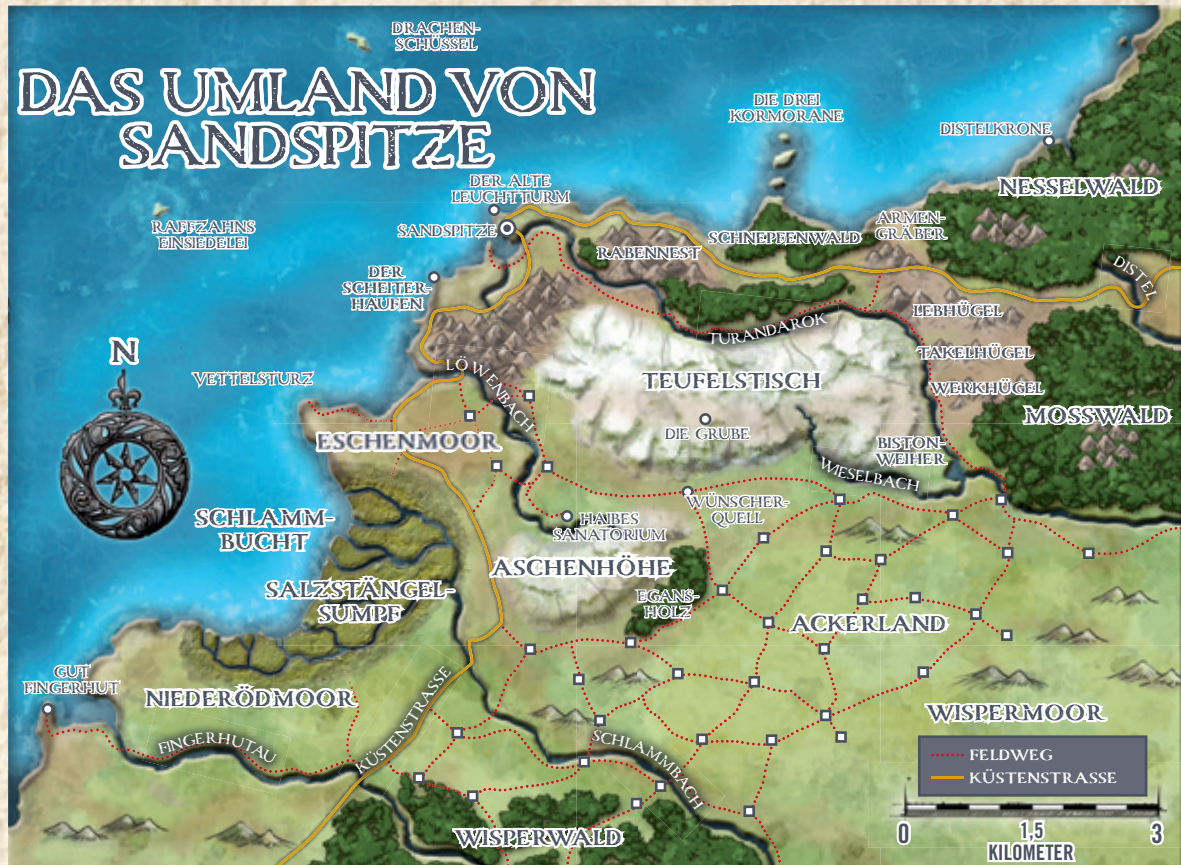 DRACHEN-
SCHÜSSEL
DAS UMLAND VON
SANDSPITZE
DIE DREI
KORMORANE
DISTELKRONE
NESSELWALD
DER ALTE
LEUCHTTURM
SANDSPITZE
RAFFZAHNS
EINSIEDELEI
ARMEN-
GRÄBER
SCHNEPFENWALD
RABENNEST
DER
SCHEITER-
HAUFEN
DISTEL
LEBHÜGEL
TURANDAROK
TAKELHÜGEL
N
VETTELSTURZ
LÖWENBACH
TEUFELSTISCH
WERKHÜGEL
MOSSWALD
DIE GRUBE
ESCHENMOOR
BISTON-
WEIHER
WESELBACH
WÜNSCHER-
QUELL
SCHLAMM-
BUCHT
HABES
SANATORIUM
ASCHENHÖHE
SALZSTÄNGEL-
SUMPF
EGANS-
HOLZ
ACKERLAND
GUT
FINGERHUT
NIEDERÖDMOOR
WISPERMOOR
FINGERHUTAU
KÜSTENSTRASSE
SCHLAMMBACH
FELDWEG
KÜSTENSTRASSE
WISPERWALD
0
1,5
3
KILOMETER